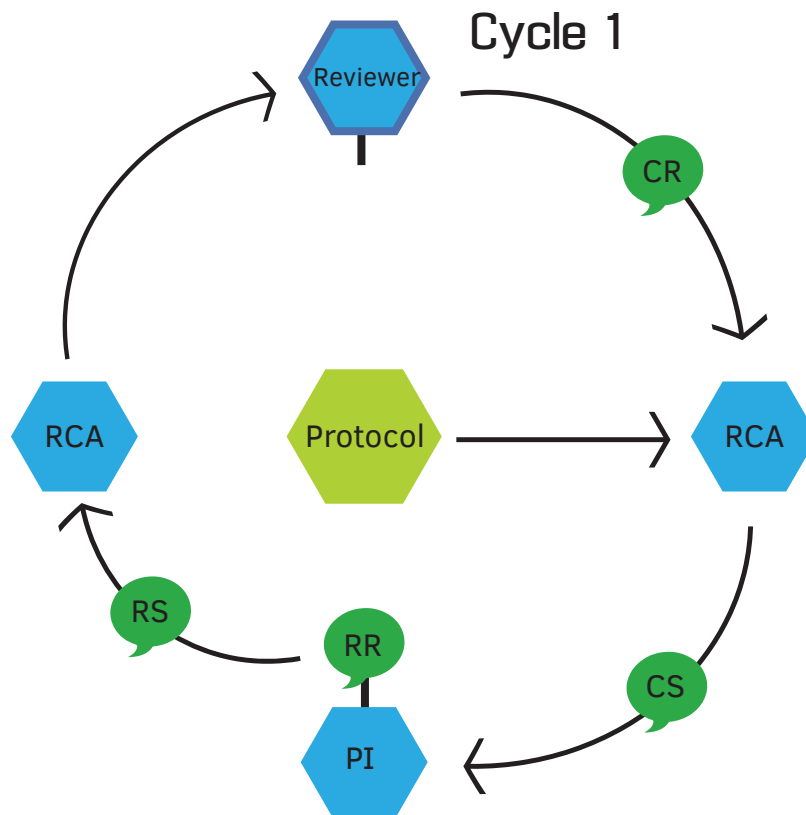 Cycle 1
Reviewer
CR
RCA
Protocol
RCA
RS
RR
CS
PI